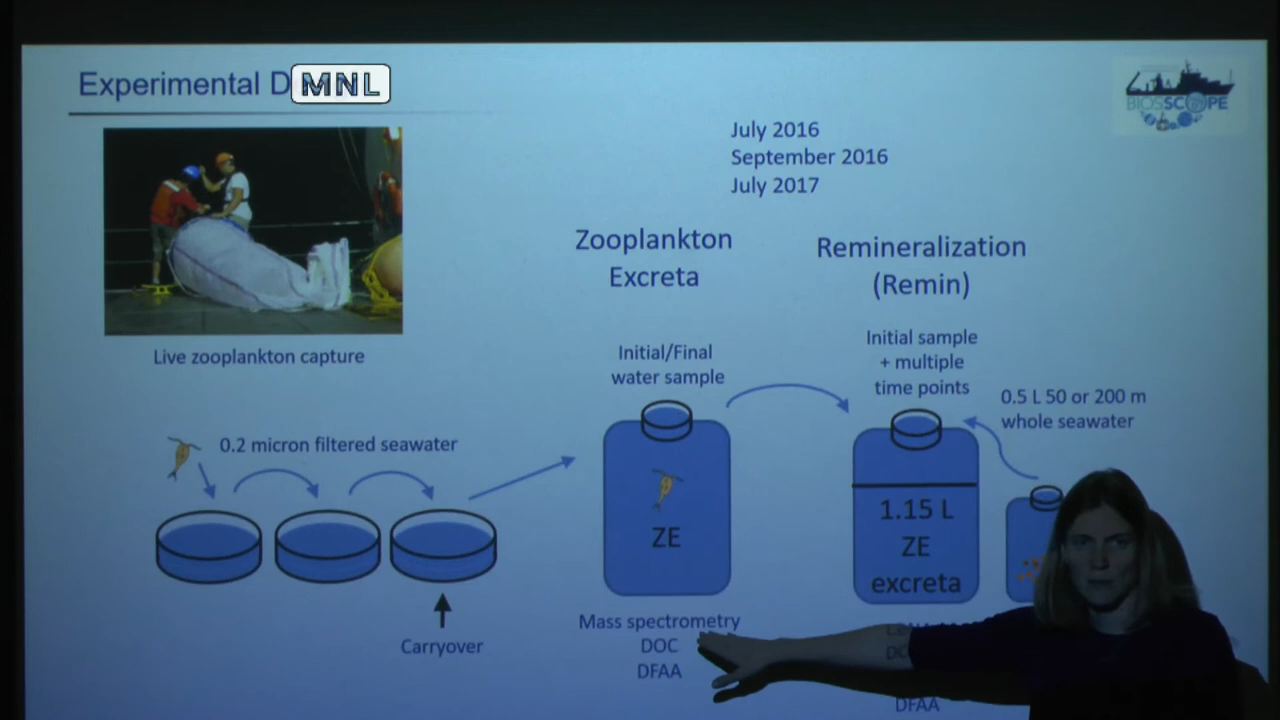 Experimental D
MNL
BIOSSCOPE
July 2016
September 2016
July 2017
Zooplankton
Excreta
Remineralization
(Remin)
Live zooplankton capture
Initial/Final
water sample
Initial sample
+ multiple
time points
0.5 L 50 or 200 m
whole seawater
0.2 micron filtered seawater
ZE
1.15 L
ZE
excreta
Carryover
Mass spectrometry
DOC
DFAA
DFAA